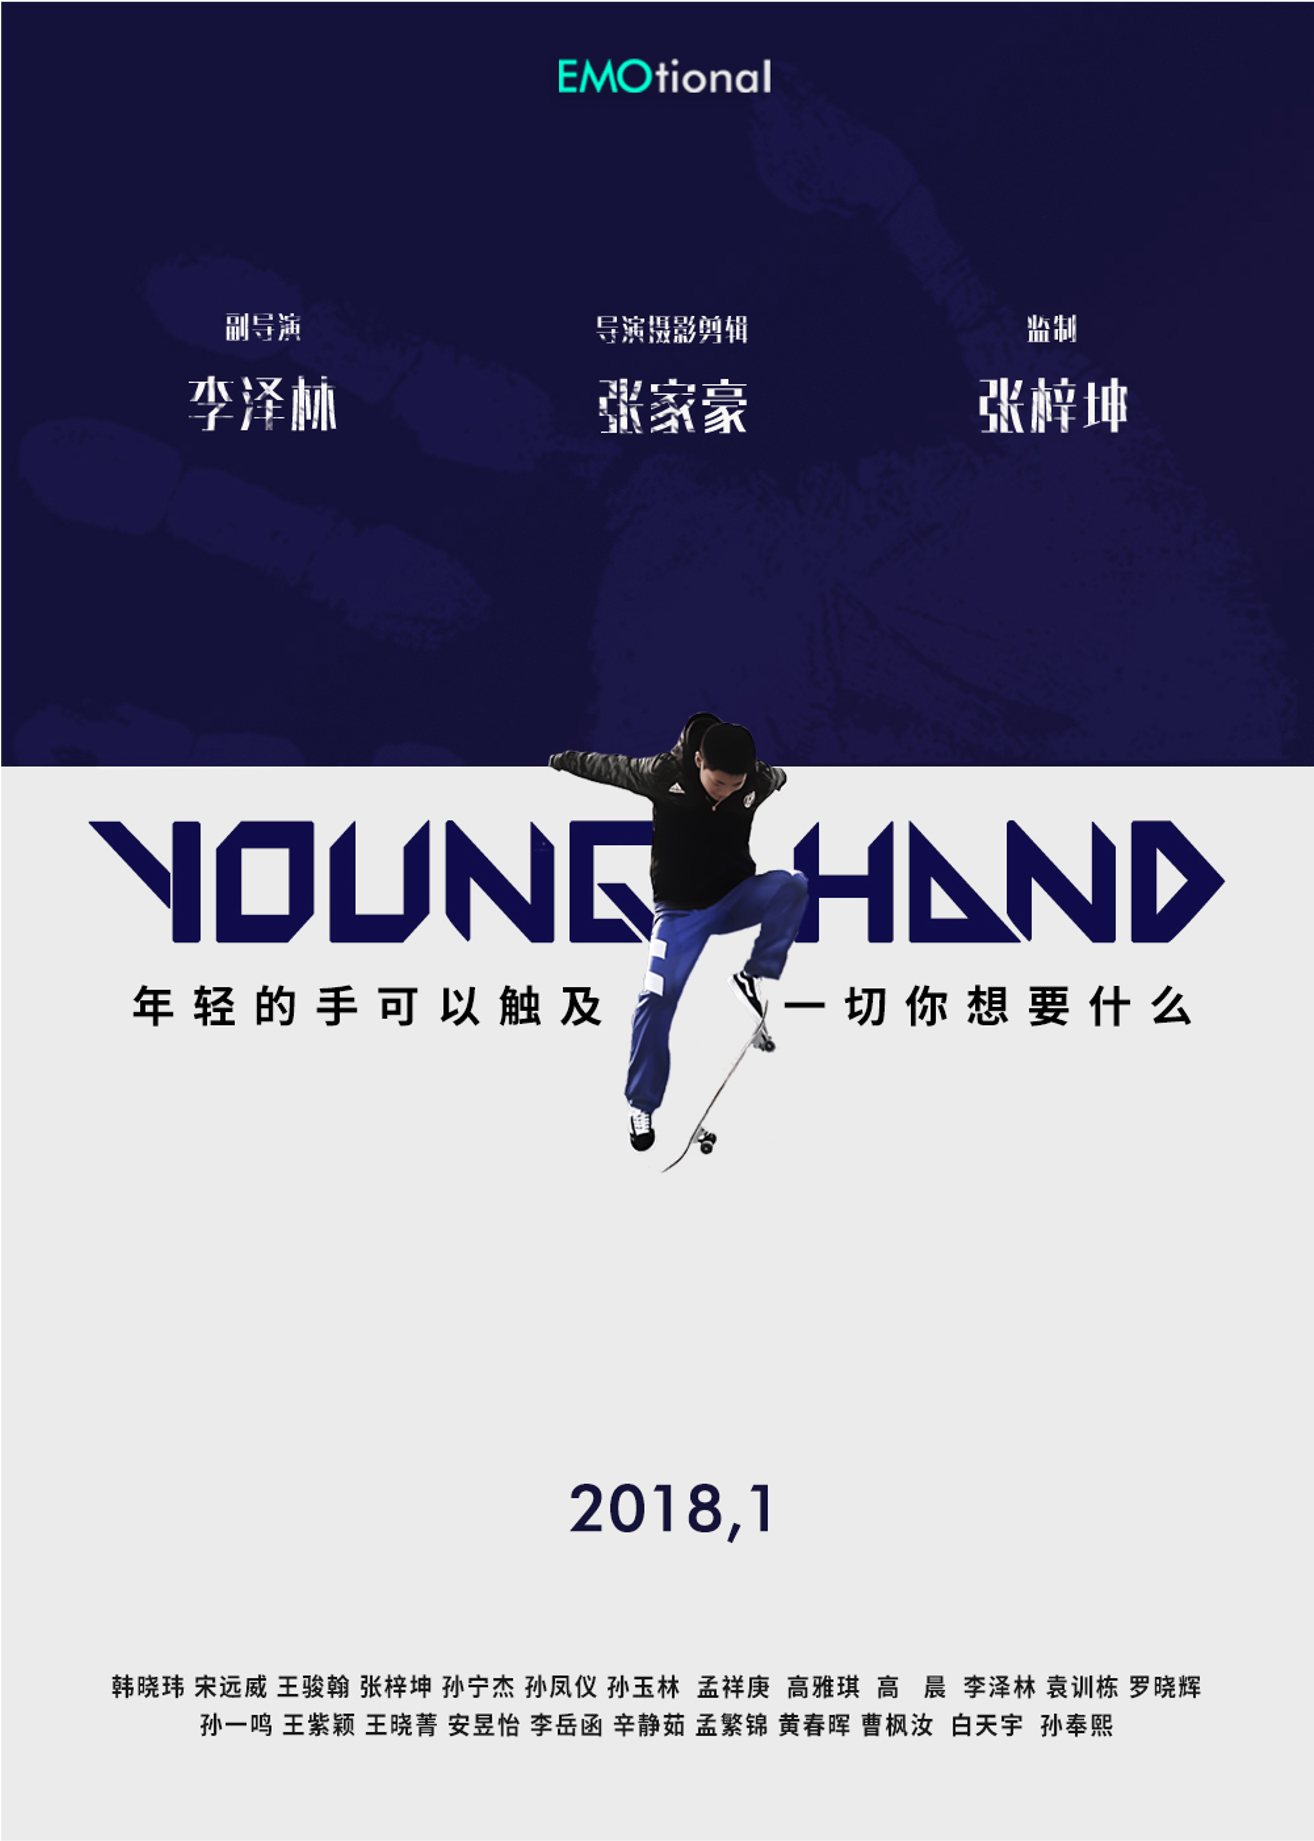 EMOtional
副导演 导演摄影剪辑 监制
李泽林 张家豪 张梓坤
YOUNG HAND
年轻的手可以触及 一切你想要什么
2018,1
韩晓玮 宋远威 王骏翰 张梓坤 孙宁杰 孙凤仪 孙玉林 孟祥庚 高雅琪 高 晨 李泽林 袁训栋 罗晓辉
孙一鸣 王紫颖 王晓菁 安昱怡 李岳函 辛静茹 孟繁锦 黄春晖 曹枫汝 白天宇 孙奉熙